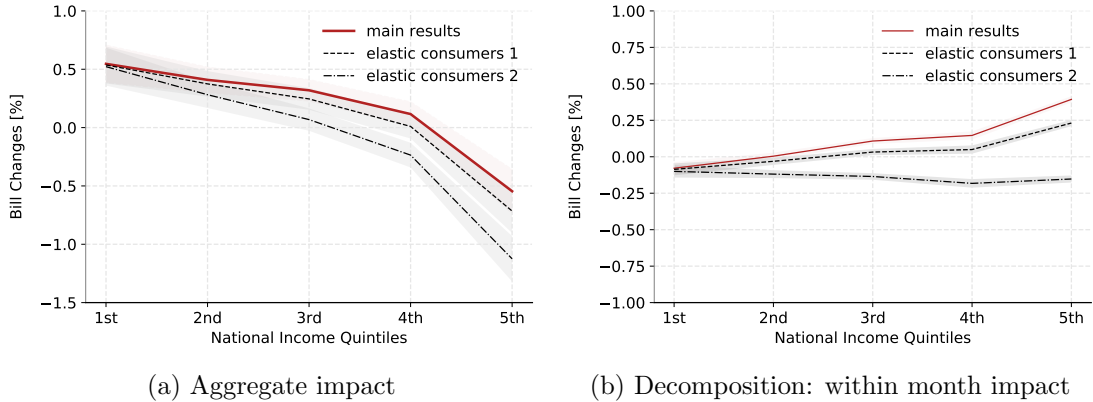 1.0
0.5
0.0
−0.5
−1.0
−1.5
Bill Changes [%]
main results
elastic consumers 1
elastic consumers 2
1st 2nd 3rd 4th 5th
National Income Quintiles
(a) Aggregate impact
1.00
0.75
0.50
0.25
0.00
−0.25
−0.50
−0.75
−1.00
Bill Changes [%]
main results
elastic consumers 1
elastic consumers 2
1st 2nd 3rd 4th 5th
National Income Quintiles
(b) Decomposition: within month impact